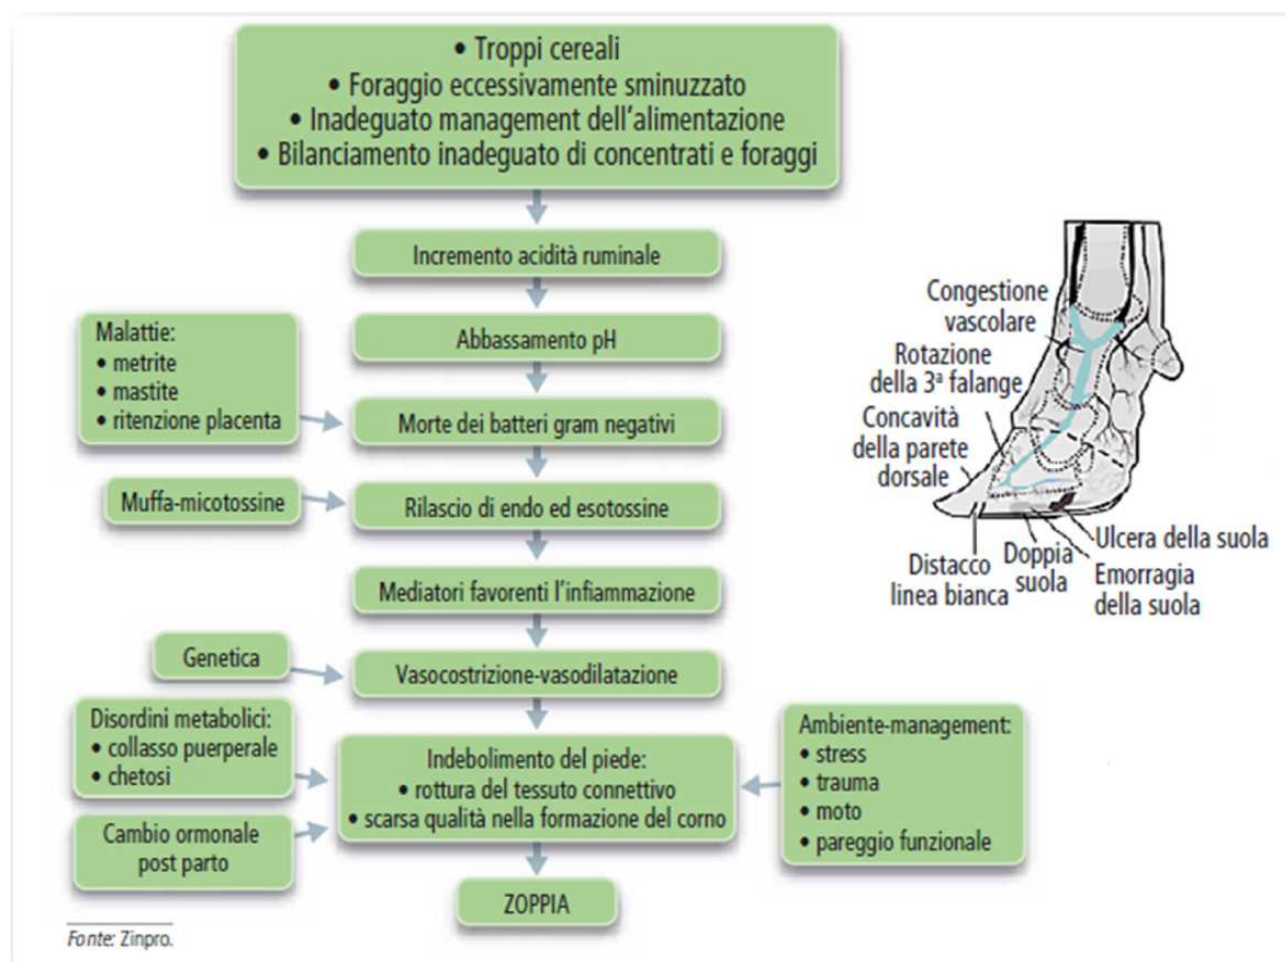 • Troppi cereali
• Foraggio eccessivamente sminuzzato
• Inadeguato management dell'alimentazione
• Bilanciamento inadeguato di concentrati e foraggi
Incremento acidità ruminale
Abbassamento pH
Malattie:
• metrite
• mastite
• ritenzione placenta
Morte dei batteri gram negativi
Muffa-micotossine
Rilascio di endo ed esotossine
Mediatori favorenti l'infiammazione
Genetica
Vasocostrizione-vasodilatazione
Disordini metabolici:
• collasso puerperale
• chetosi
Cambio ormonale
post parto
Indebolimento del piede:
• rottura del tessuto connettivo
• scarsa qualità nella formazione del corno
Ambiente-management:
• stress
• trauma
• moto
• pareggio funzionale
ZOPPIA
Congestione
vascolare
Rotazione
della 3ª falange
Concavità
della parete
dorsale
Distacco
linea bianca
Doppia
suola
Ulcera della suola
Emorragia
della suola
Fonte: Zinpro.